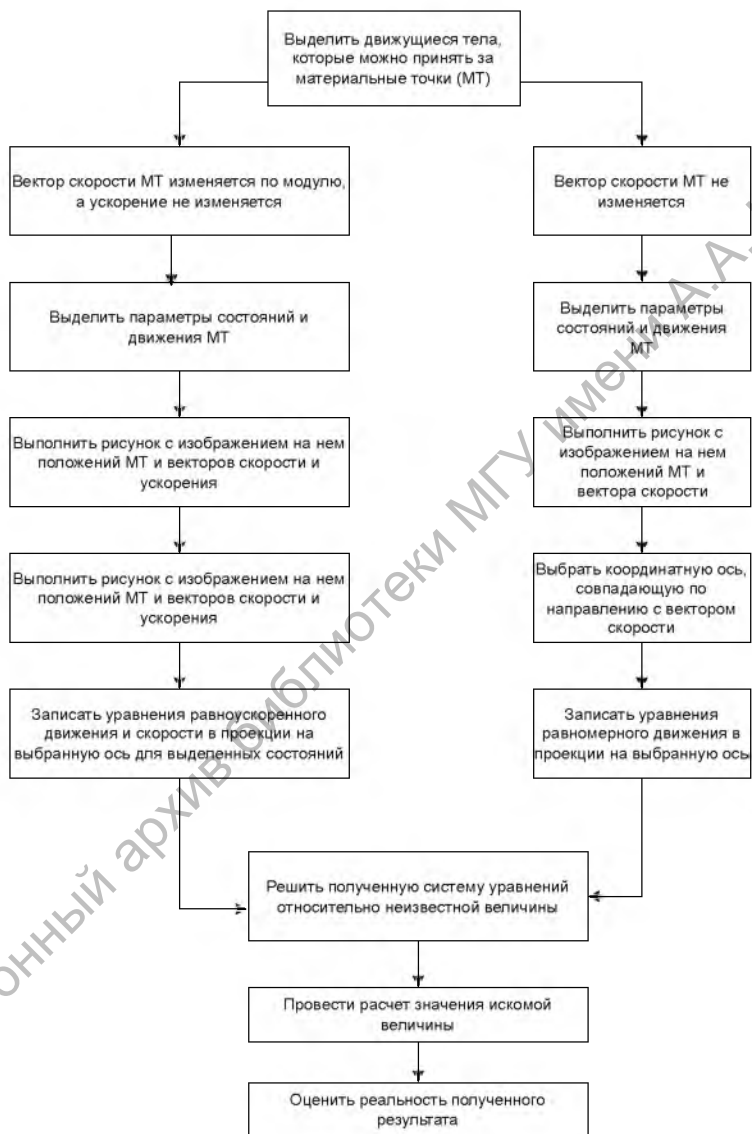 Выделить движущиеся тела,
которые можно принять за
материальные точки (МТ)
Вектор скорости МТ изменяется по модулю,
а ускорение не изменяется
Вектор скорости МТ не
изменяется
Выделить параметры состояний и
движения МТ
Выделить параметры
состояний и движения
МТ
Выполнить рисунок с изображением на нем
положений МТ и векторов скорости и
ускорения
Выполнить рисунок с
изображением на нем
положений МТ и
вектора скорости
Выполнить рисунок с изображением на нем
положений МТ и векторов скорости и
ускорения
Выбрать координатную ось,
совпадающую по
направлению с вектором
скорости
Записать уравнения равноускоренного
движения и скорости в проекции на
выбранную ось для выделенных состояний
Записать уравнения
равномерного движения в
проекции на выбранную ось
Решить полученную систему уравнений
относительно неизвестной величины
Провести расчет значения искомой
величины
Оценить реальность полученного
результата
онный архив библиотеки МГУ имени А.А.